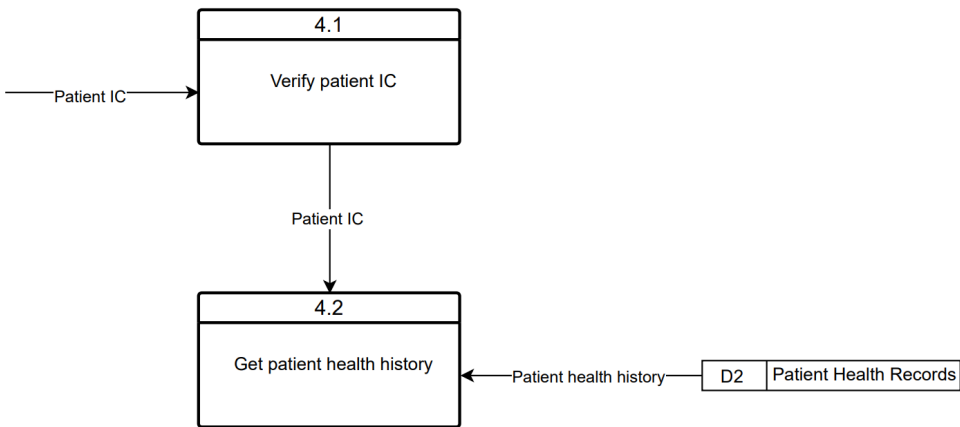 4.1
Verify patient IC
Patient IC
Patient IC
4.2
Get patient health history
Patient health history
D2
Patient Health Records